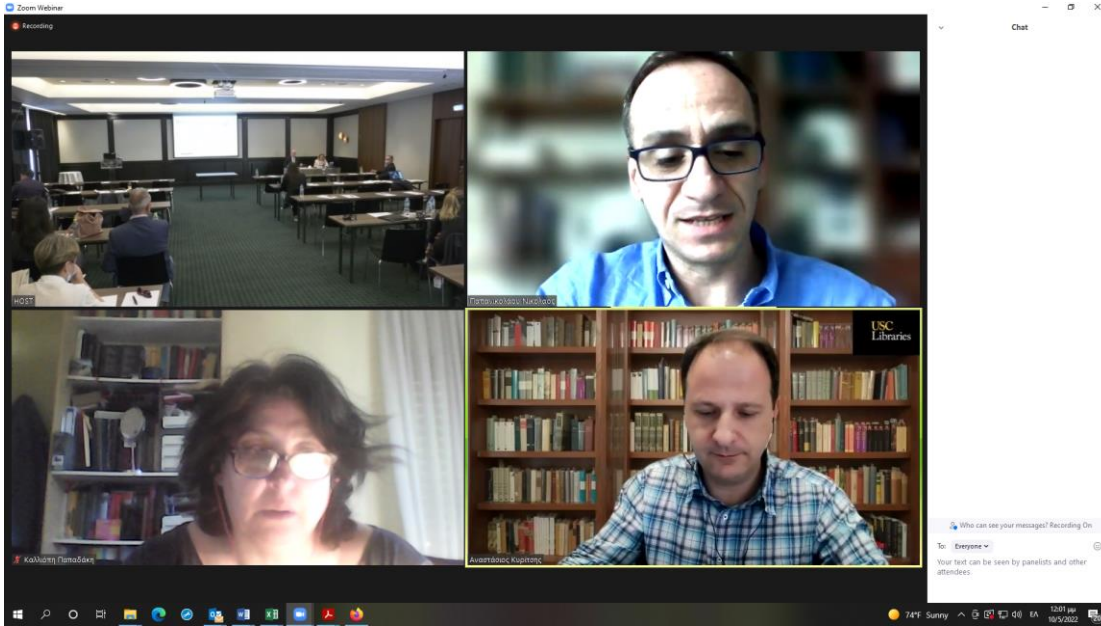 Zoom Webinar
Recording
Chat
HOST
Παπανικολάου Νικόλαος
USC
Libraries
Καλλιόπη Παπαδάκη
Αναστάσιος Κυρίτσης
Who can see your messages? Recording On
To: Everyone
Your text can be seen by panelists and other
attendees
74°F Sunny
ΕΛ
12:01 μμ
10/5/2022